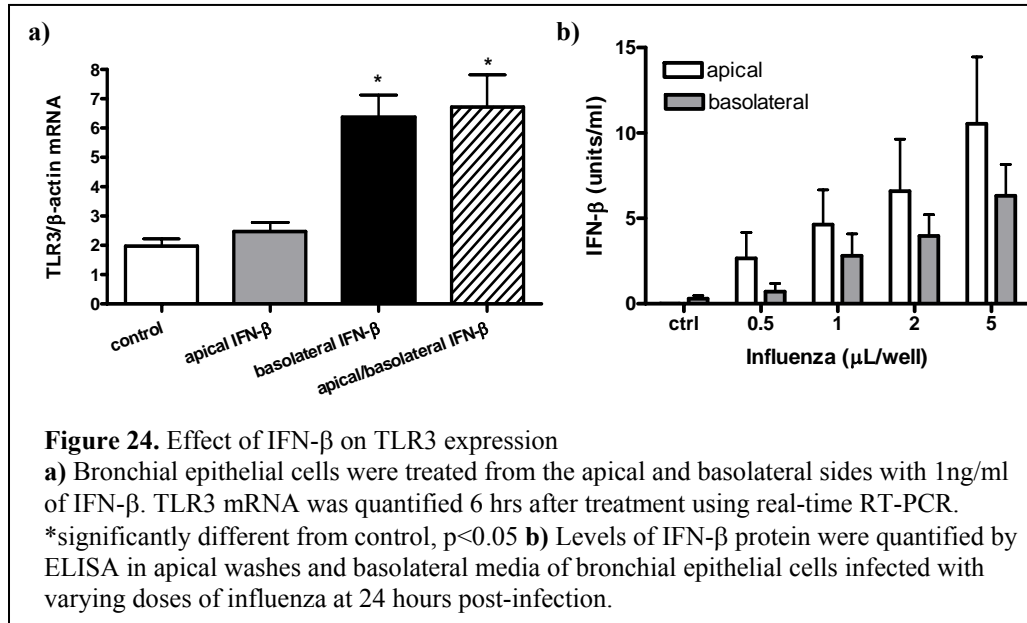 a)
TLR3/β-actin mRNA
8
7
6
5
4
3
2
1
0
*
*
control
apical IFN-β
basolateral IFN-β
apical/basolateral IFN-β
b)
IFN-β (units/ml)
15
10
5
0
apical
basolateral
ctrl 0.5 1 2 5
Influenza (μL/well)
Figure 24. Effect of IFN-β on TLR3 expression
a) Bronchial epithelial cells were treated from the apical and basolateral sides with 1ng/ml
of IFN-β. TLR3 mRNA was quantified 6 hrs after treatment using real-time RT-PCR.
*significantly different from control, p<0.05 b) Levels of IFN-β protein were quantified by
ELISA in apical washes and basolateral media of bronchial epithelial cells infected with
varying doses of influenza at 24 hours post-infection.